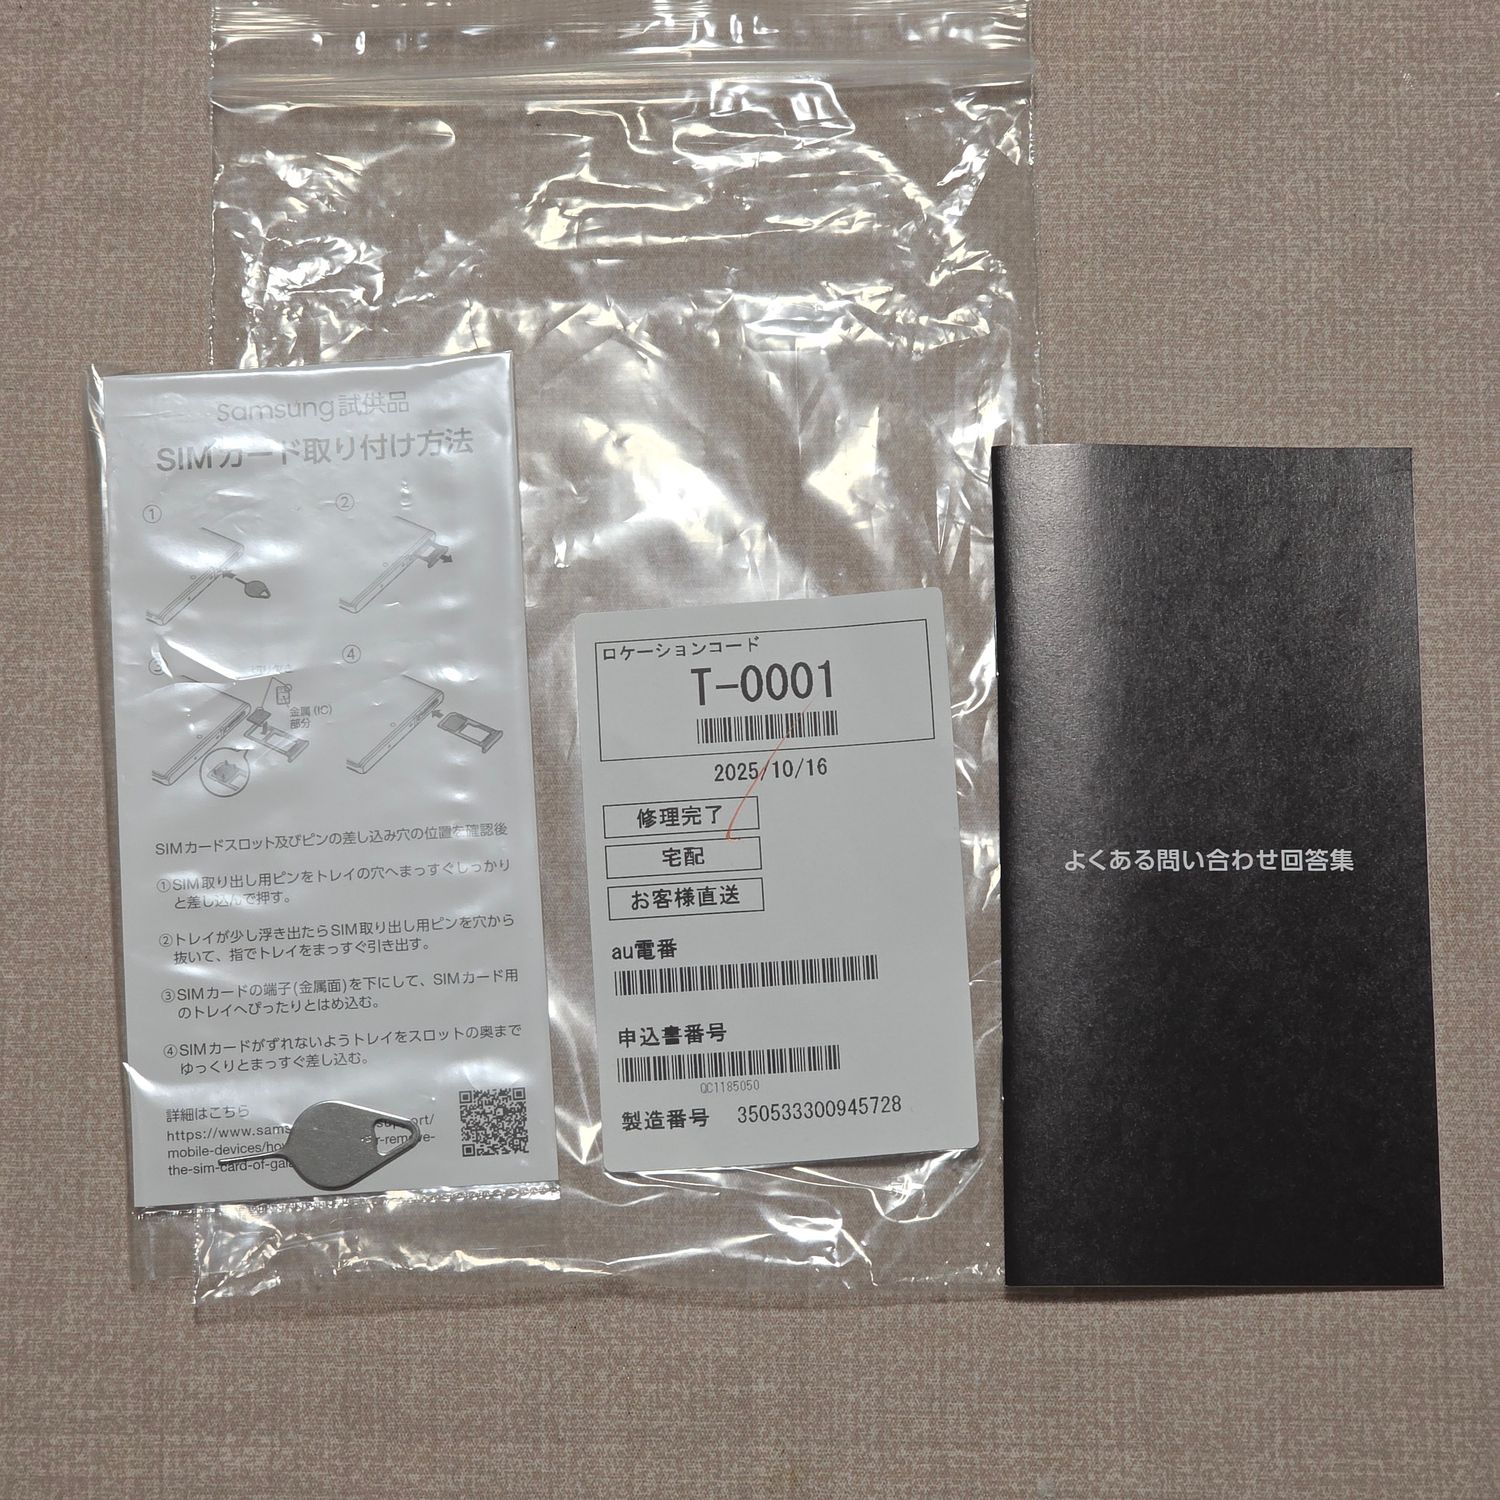 Samsung試供品
SIMカード取り付け方法
①
②
③
切り欠き
金属(IC)
部分
④
SIMカードスロット及びピンの差し込み穴の位置を確認後
①SIM取り出し用ピンをトレイの穴へまっすぐしっかり
と差し込んで押す。
②トレイが少し浮き出たらSIM取り出し用ピンを穴から
抜いて、指でトレイをまっすぐ引き出す。
③SIMカードの端子(金属面)を下にして、SIMカード用
のトレイへぴったりとはめ込む。
④SIMカードがずれないようトレイをスロットの奥まで
ゆっくりとまっすぐ差し込む。
詳細はこちら
https://www.sams
mobile-devices/ho
r-remove-
the-sim-card-of-gala
ロケーションコード
T-0001
2025/10/16
修理完了
宅配
お客様直送
au電番
申込書番号
QC1185050
製造番号 350533300945728
よくある問い合わせ回答集